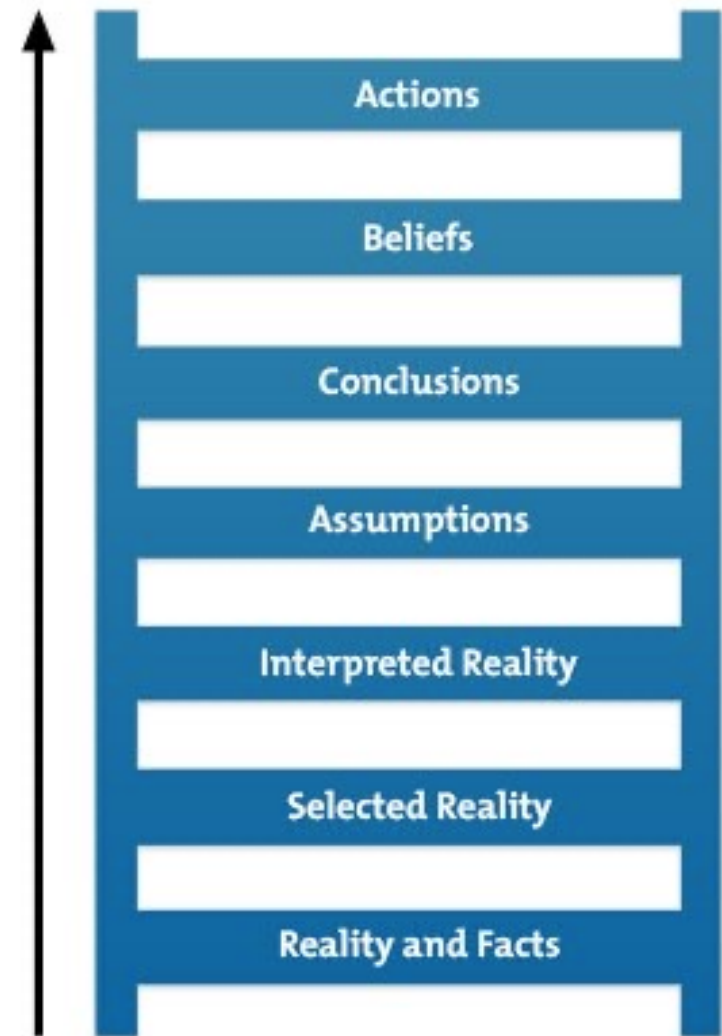 Actions
Beliefs
Conclusions
Assumptions
Interpreted Reality
Selected Reality
Reality and Facts